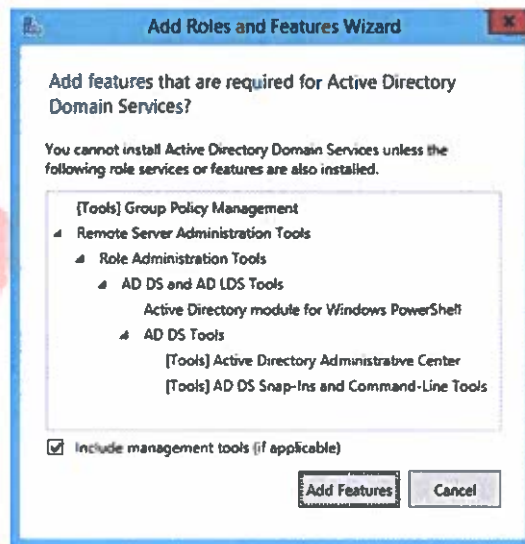 Add Roles and Features Wizard
Add features that are required for Active Directory
Domain Services?
You cannot install Active Directory Domain Services unless the
following role services or features are also installed.
[Tools] Group Policy Management
Remote Server Administration Tools
Role Administration Tools
AD DS and AD LDS Tools
Active Directory module for Windows PowerShell
AD DS Tools
[Tools] Active Directory Administrative Center
[Tools] AD DS Snap-Ins and Command-Line Tools
Include management tools (if applicable)
Add Features Cancel